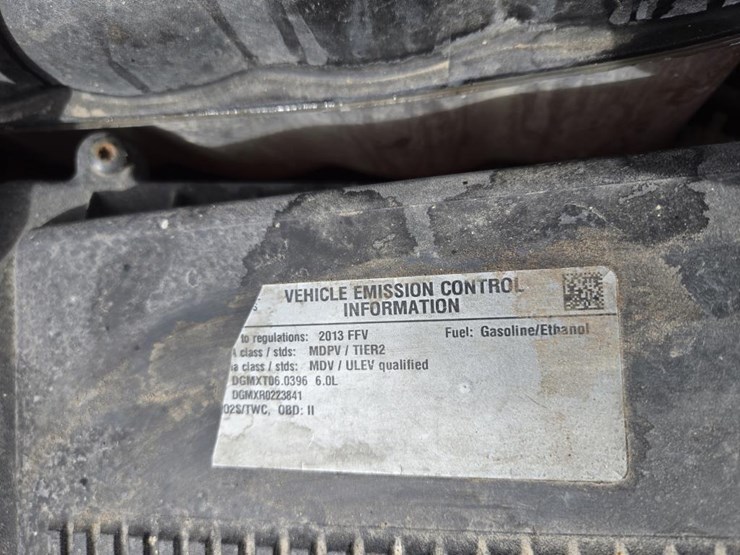 VEHICLE EMISSION CONTROL
INFORMATION
to regulations: 2013 FFV Fuel: Gasoline/Ethanol
class / stds: MDPV / TIER2
class / stds: MDV / ULEV qualified
DGMXT06.0396 6.0L
DGMXR0223841
O2S/TWC, OBD: II